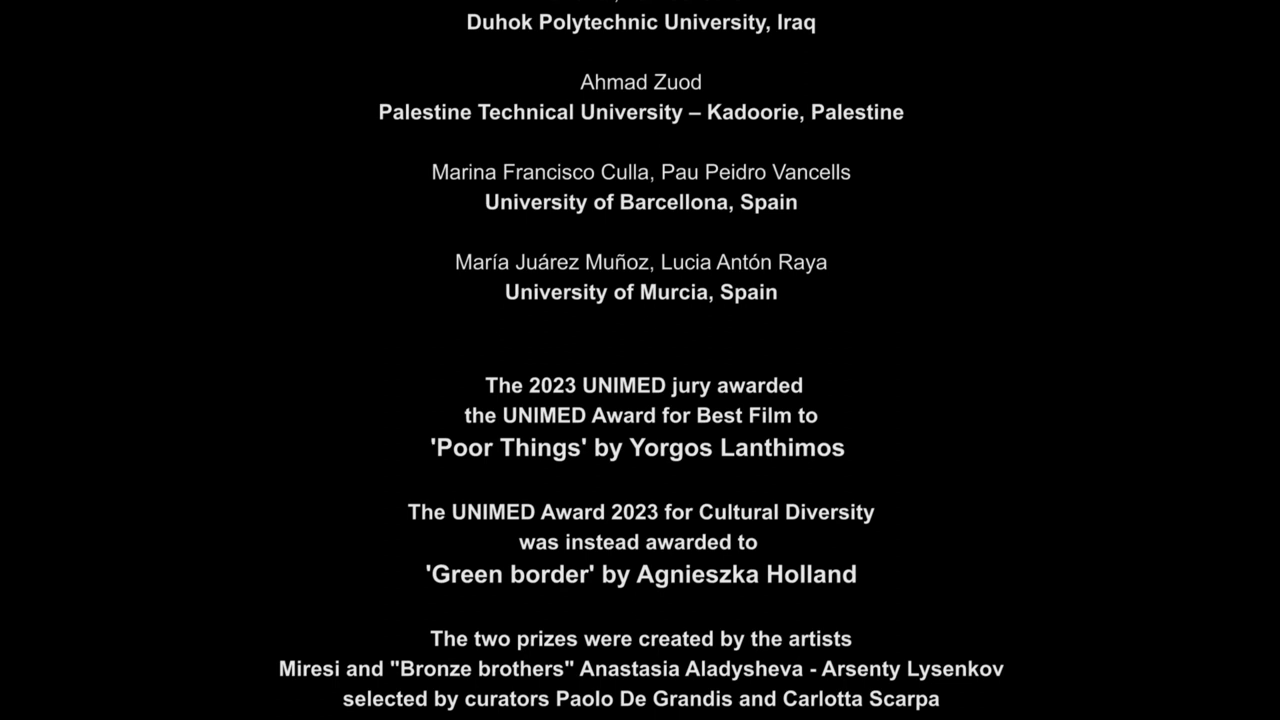 Duhok Polytechnic University, Iraq
Ahmad Zuod
Palestine Technical University – Kadoorie, Palestine
Marina Francisco Culla, Pau Peidro Vancells
University of Barcellona, Spain
María Juárez Muñoz, Lucia Antón Raya
University of Murcia, Spain
The 2023 UNIMED jury awarded
the UNIMED Award for Best Film to
'Poor Things' by Yorgos Lanthimos
The UNIMED Award 2023 for Cultural Diversity
was instead awarded to
'Green border' by Agnieszka Holland
The two prizes were created by the artists
Miresi and "Bronze brothers" Anastasia Aladysheva - Arsenty Lysenkov
selected by curators Paolo De Grandis and Carlotta Scarpa